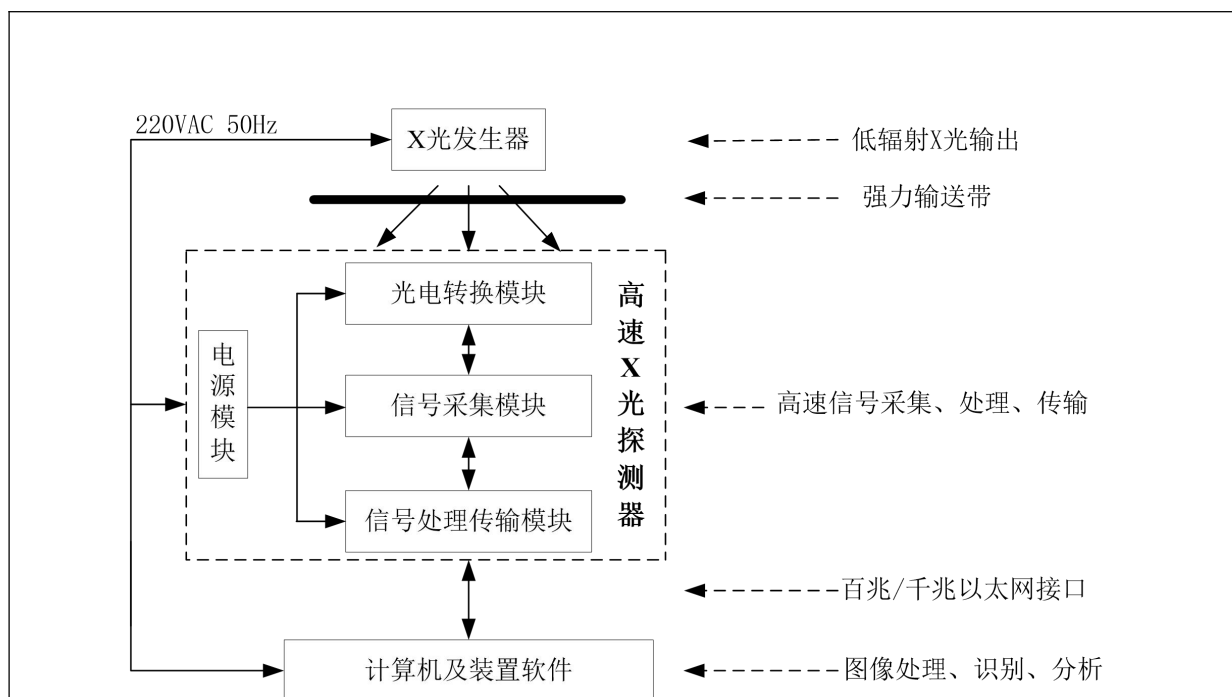 220VAC 50Hz
X光发生器
低辐射X光输出
强力输送带
光电转换模块
高速X光探测器
电源模块
信号采集模块
高速信号采集、处理、传输
信号处理传输模块
百兆/千兆以太网接口
计算机及装置软件
图像处理、识别、分析